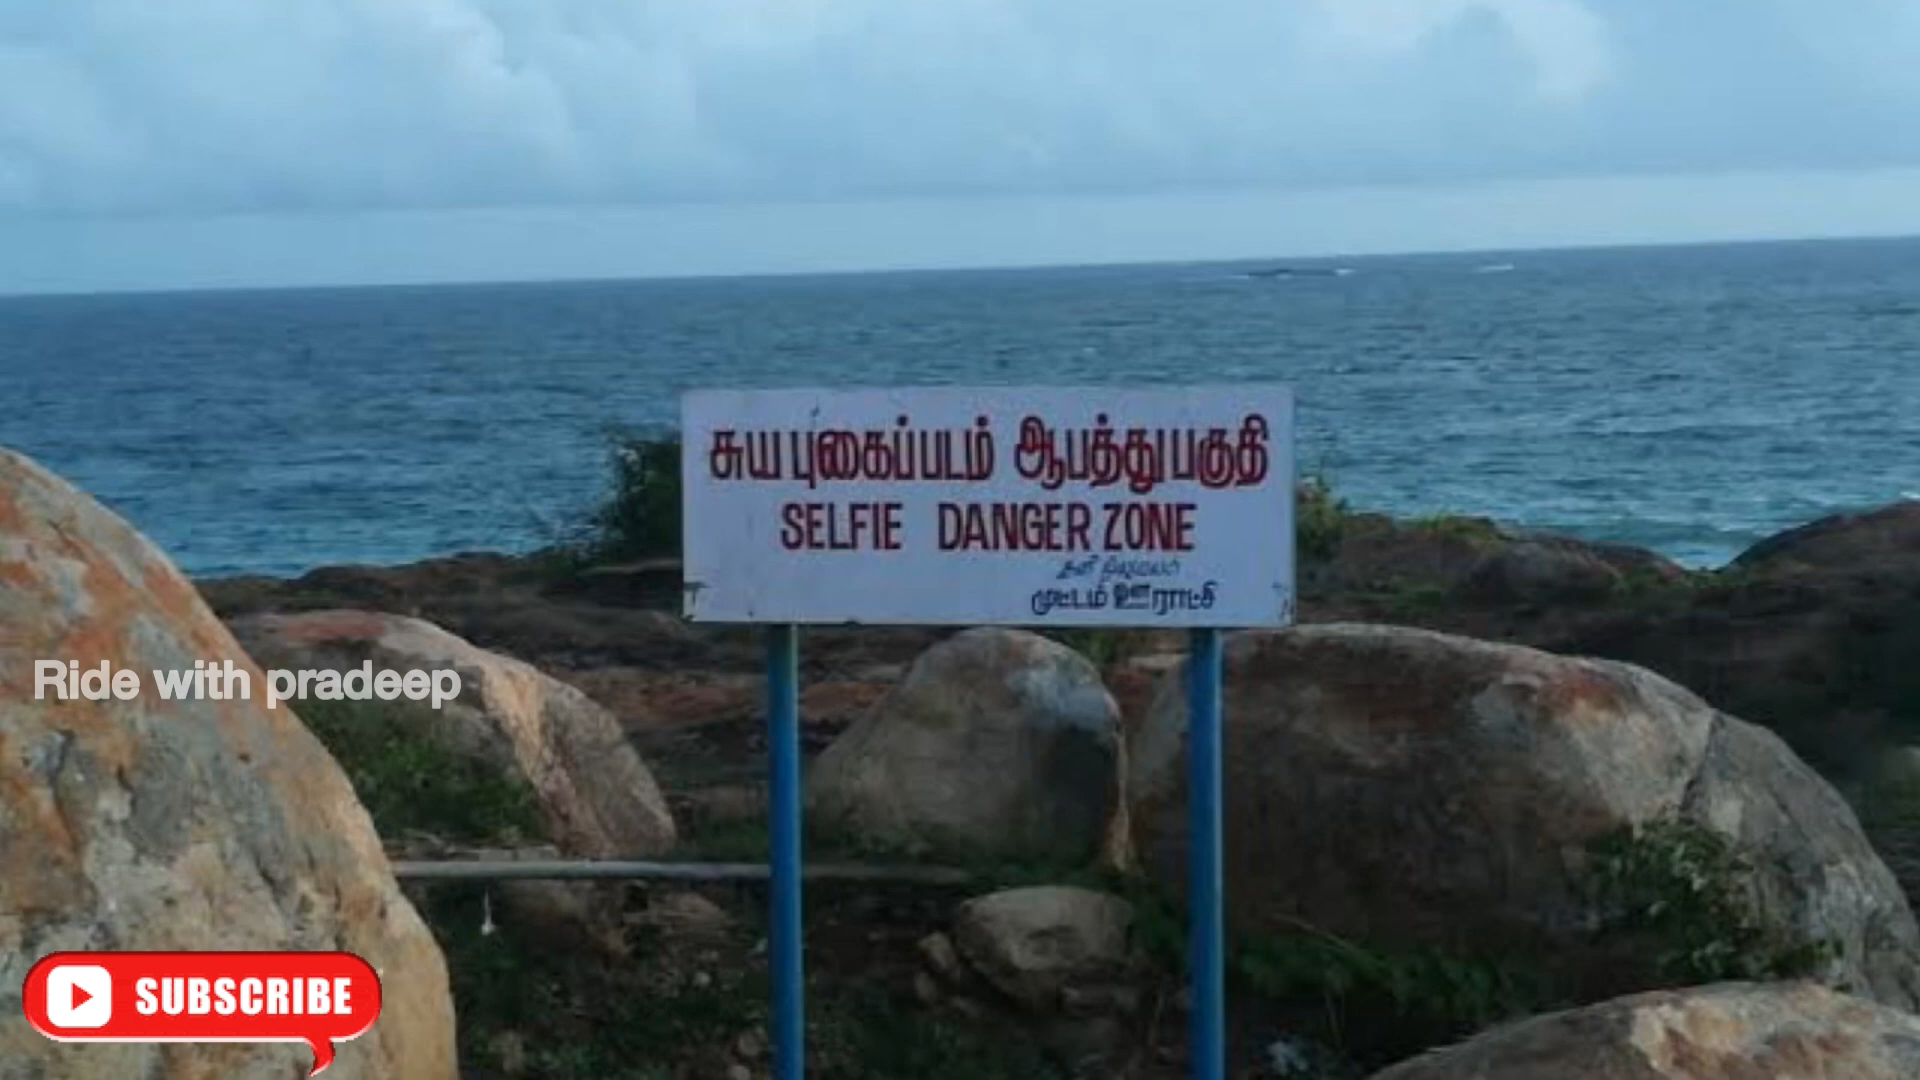 சுய புகைப்படம் ஆபத்து பகுதி
SELFIE DANGER ZONE
முட்டம் ஊராட்சி
Ride with pradeep
SUBSCRIBE